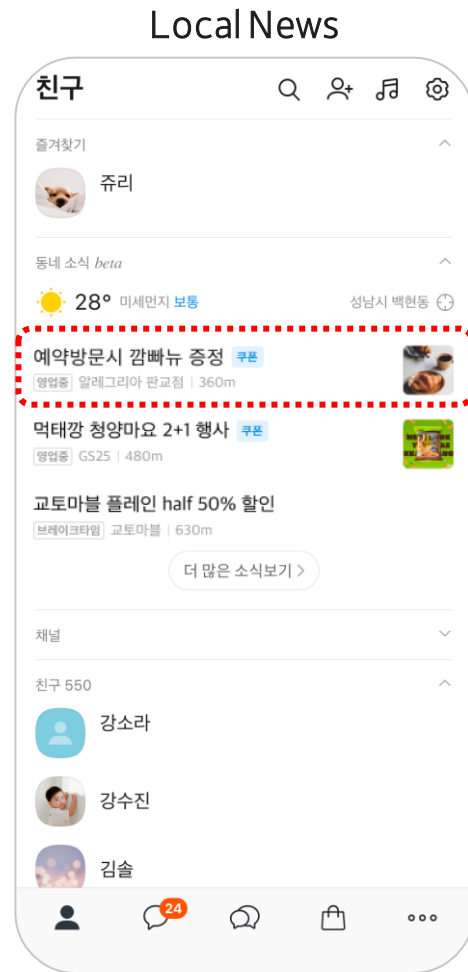 Local News
친구
즐겨찾기
쥬리
동네 소식 beta
28° 미세먼지 보통 성남시 백현동
예약방문시 깜빠뉴 증정 쿠폰
영업중 알레그리아 판교점 | 360m
먹태깡 청양마요 2+1 행사 쿠폰
영업중 GS25 | 480m
교토마블 플레인 half 50% 할인
브레이크타임 교토마블 | 630m
더 많은 소식보기 >
채널
친구 550
강소라
강수진
김솔
24